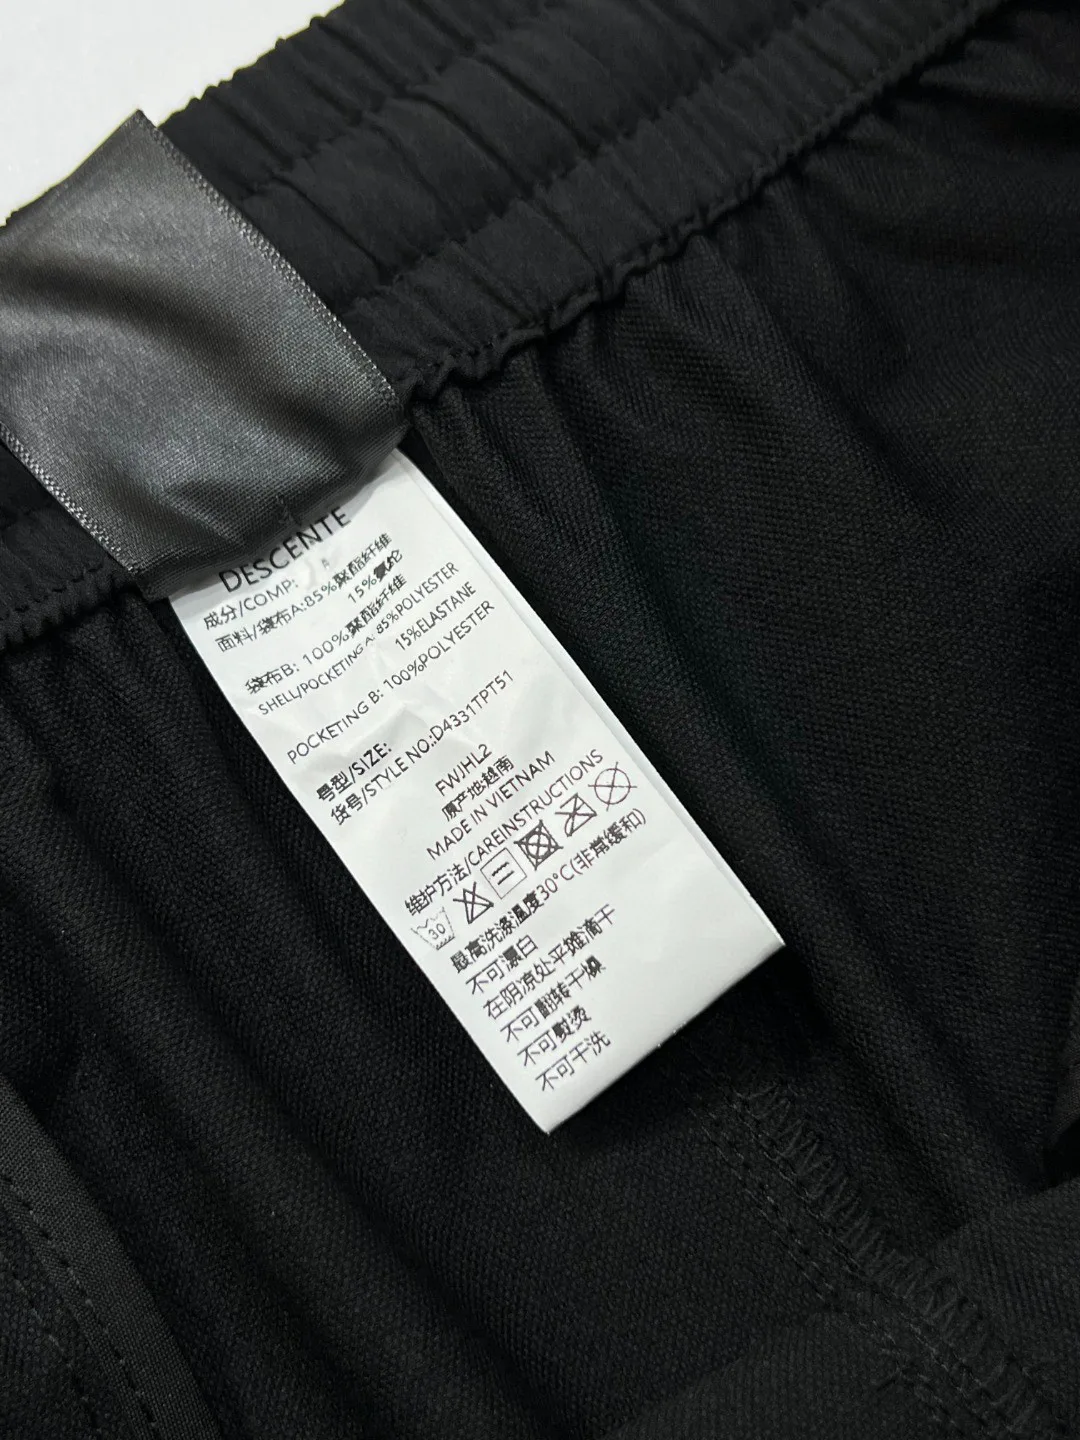 DESCENTE
成分/COMP:
面料/袋布A:85%聚酯纤维
15%氨纶
袋布B: 100%聚酯纤维
SHELL/POCKETING A: 85%POLYESTER
15%ELASTANE
POCKETING B: 100%POLYESTER
号型/SIZE:
货号/STYLE NO.:D4331TPT51
FWJHL2
原产地:越南
MADE IN VIETNAM
维护方法/CAREINSTRUCTIONS
30
最高洗涤温度30°C(非常缓和)
不可漂白
在阴凉处平摊滴干
不可翻转干燥
不可熨烫
不可干洗